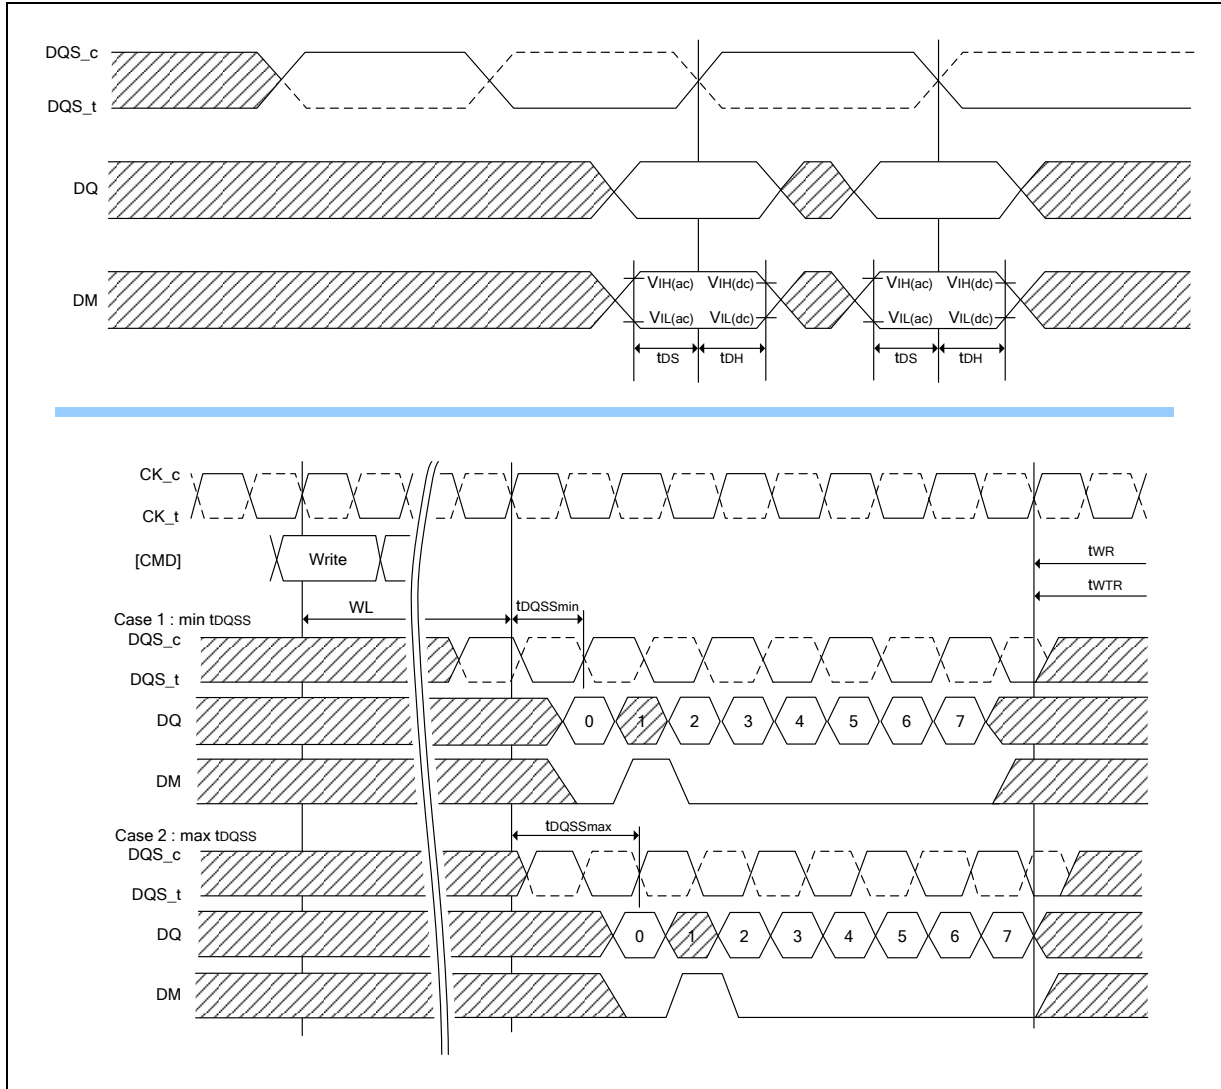 DQS_c
DQS_t
DQ
DM
VIH(ac) VIH(dc) VIH(ac) VIH(dc)
VIL(ac) VIL(dc) VIL(ac) VIL(dc)
tDS tDH tDS tDH
CK_c
CK_t
[CMD] Write tWR
tWTR
WL tDQSSmin
Case 1 : min tDQSS
DQS_c
DQS_t
DQ 0 1 2 3 4 5 6 7
DM
tDQSSmax
Case 2 : max tDQSS
DQS_c
DQS_t
DQ 0 1 2 3 4 5 6 7
DM